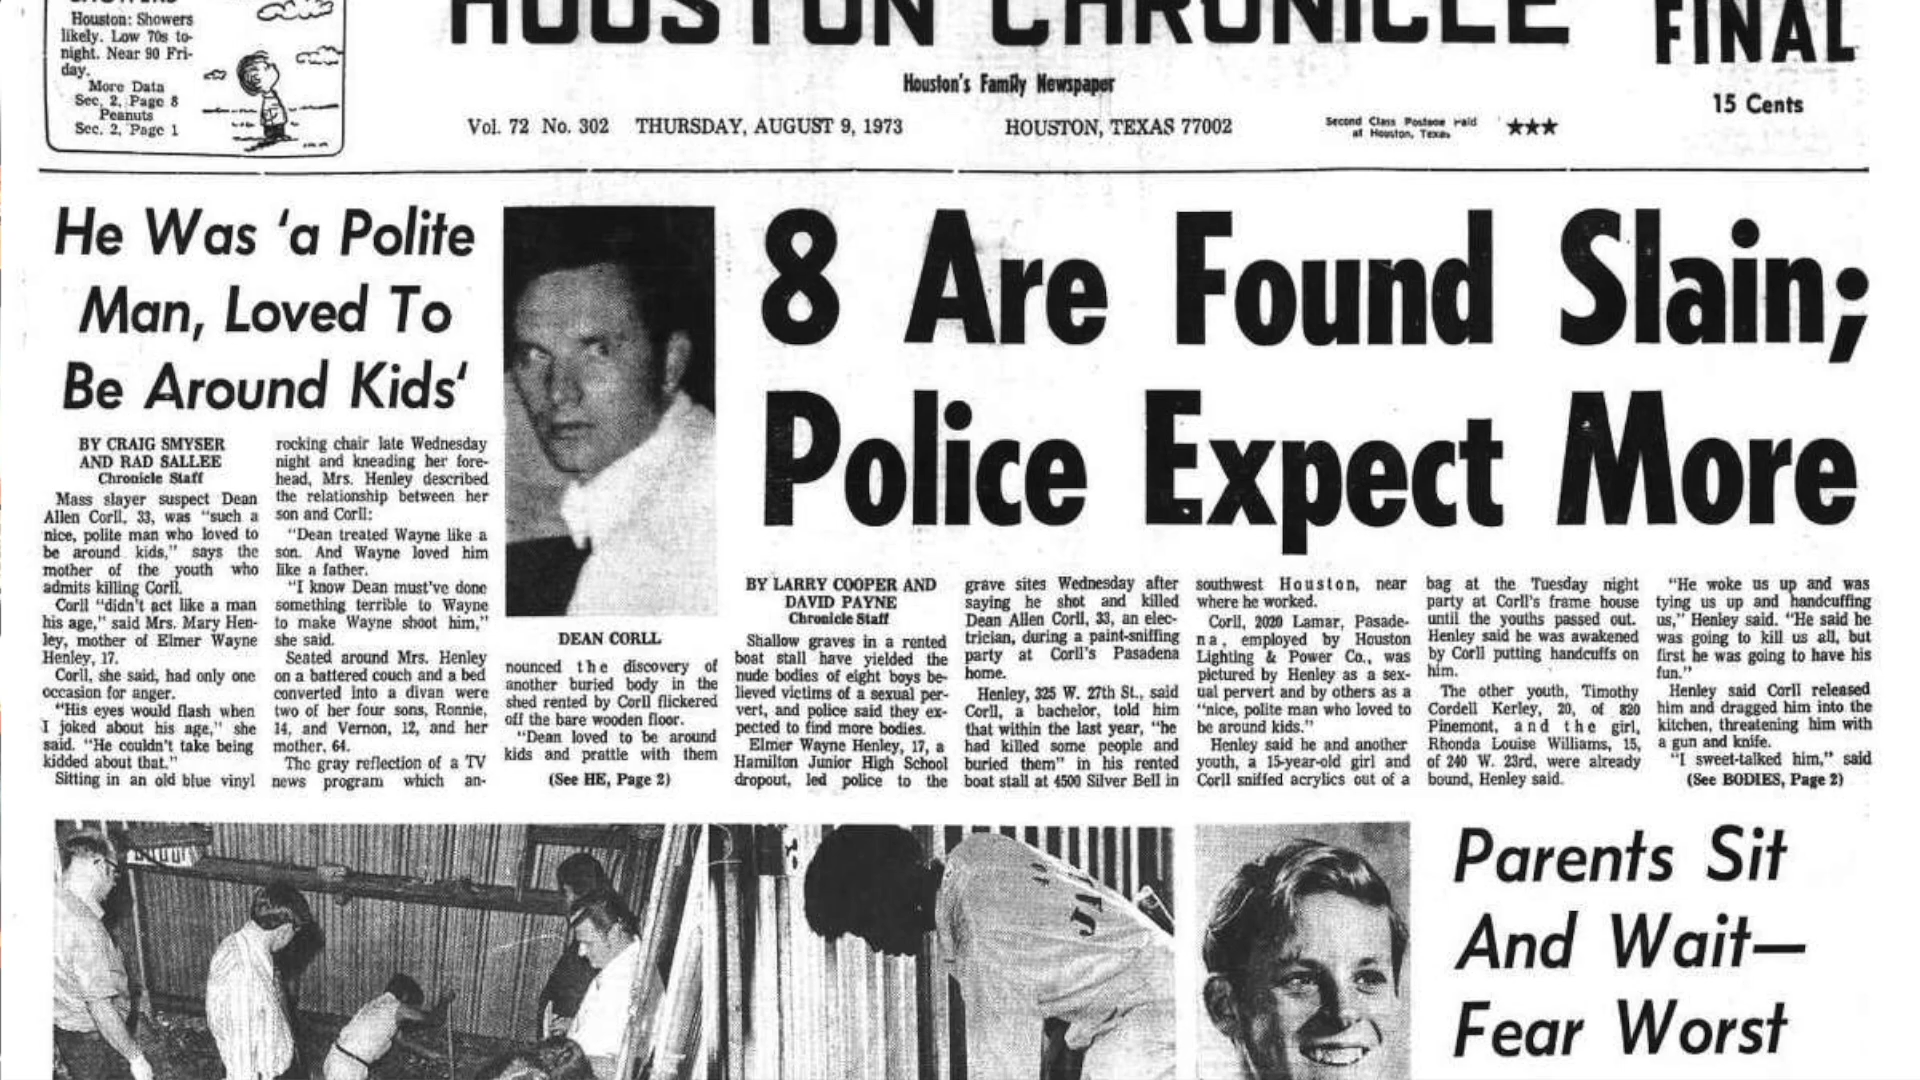 Houston: Showers
likely. Low 70s to-
night. Near 90 Fri-
day.
More Data
Sec. 2, Page 8
Peanuts
Sec. 2, Page 1
HOUSTON CHRONICLE
Houston's Family Newspaper
FINAL
15 Cents
Vol. 72 No. 302 THURSDAY, AUGUST 9, 1973 HOUSTON, TEXAS 77002
Second Class Postage Paid
at Houston, Texas
★★★
He Was 'a Polite
Man, Loved To
Be Around Kids'
BY CRAIG SMYSER
AND RAD SALLEE
Chronicle Staff
Mass slayer suspect Dean
Allen Corll, 33, was "such a
nice, polite man who loved to
be around kids," says the
mother of the youth who
admits killing Corll.
Corll "didn't act like a man
his age," said Mrs. Mary Hen-
ley, mother of Elmer Wayne
Henley, 17.
Corll, she said, had only one
occasion for anger.
"His eyes would flash when
I joked about his age," she
said. "He couldn't take being
kidded about that."
Sitting in an old blue vinyl
rocking chair late Wednesday
night and kneading her fore-
head, Mrs. Henley described
the relationship between her
son and Corll:
"Dean treated Wayne like a
son. And Wayne loved him
like a father.
"I know Dean must've done
something terrible to Wayne
to make Wayne shoot him,"
she said.
Seated around Mrs. Henley
on a battered couch and a bed
converted into a divan were
two of her four sons, Ronnie,
14, and Vernon, 12, and her
mother, 64.
The gray reflection of a TV
news program which an-
DEAN CORLL
nounced the discovery of
another buried body in the
shed rented by Corll flickered
off the bare wooden floor.
"Dean loved to be around
kids and prattle with them
(See HE, Page 2)
8 Are Found Slain;
Police Expect More
BY LARRY COOPER AND
DAVID PAYNE
Chronicle Staff
Shallow graves in a rented
boat stall have yielded the
nude bodies of eight boys be-
lieved victims of a sexual per-
vert, and police said they ex-
pected to find more bodies.
Elmer Wayne Henley, 17, a
Hamilton Junior High School
dropout, led police to the
grave sites Wednesday after
saying he shot and killed
Dean Allen Corll, 33, an elec-
trician, during a paint-sniffing
party at Corll's Pasadena
home.
Henley, 325 W. 27th St., said
Corll, a bachelor, told him
that within the last year, "he
had killed some people and
buried them" in his rented
boat stall at 4500 Silver Bell in
southwest Houston, near
where he worked.
Corll, 2020 Lamar, Pasade-
na, employed by Houston
Lighting & Power Co., was
pictured by Henley as a sex-
ual pervert and by others as a
"nice, polite man who loved to
be around kids."
Henley said he and another
youth, a 15-year-old girl and
Corll sniffed acrylics out of a
bag at the Tuesday night
party at Corll's frame house
until the youths passed out.
Henley said he was awakened
by Corll putting handcuffs on
him.
The other youth, Timothy
Cordell Kerley, 20, of 820
Pinemont, and the girl,
Rhonda Louise Williams, 15,
of 240 W. 23rd, were already
bound, Henley said.
"He woke us up and was
tying us up and handcuffing
us," Henley said. "He said he
was going to kill us all, but
first he was going to have his
fun."
Henley said Corll released
him and dragged him into the
kitchen, threatening him with
a gun and knife.
"I sweet-talked him," said
(See BODIES, Page 2)
Parents Sit
And Wait—
Fear Worst